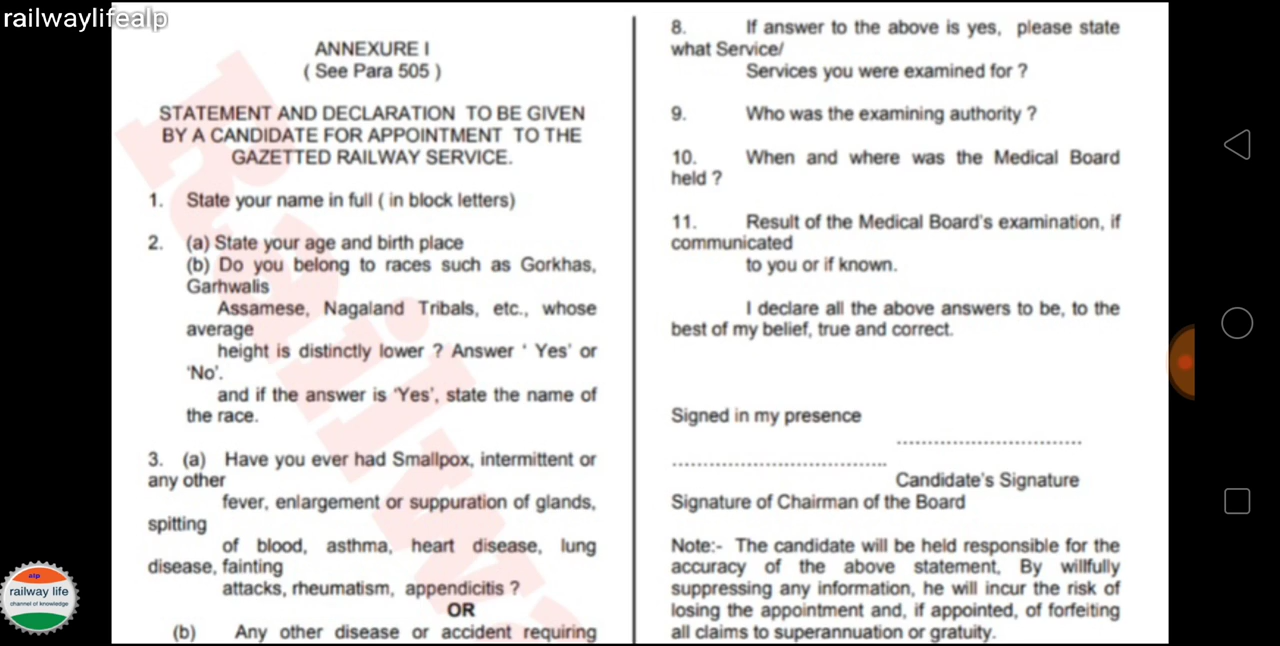 railwaylifealp
ANNEXURE I
( See Para 505 )
STATEMENT AND DECLARATION TO BE GIVEN
BY A CANDIDATE FOR APPOINTMENT TO THE
GAZETTED RAILWAY SERVICE.
1. State your name in full ( in block letters)
2. (a) State your age and birth place
(b) Do you belong to races such as Gorkhas,
Garhwalis
Assamese, Nagaland Tribals, etc., whose
average
height is distinctly lower ? Answer ‘ Yes’ or
‘No’.
and if the answer is ‘Yes’, state the name of
the race.
3. (a) Have you ever had Smallpox, intermittent or
any other
fever, enlargement or suppuration of glands,
spitting
of blood, asthma, heart disease, lung
disease, fainting
attacks, rheumatism, appendicitis ?
OR
(b) Any other disease or accident requiring
8. If answer to the above is yes, please state
what Service/
Services you were examined for ?
9. Who was the examining authority ?
10. When and where was the Medical Board
held ?
11. Result of the Medical Board's examination, if
communicated
to you or if known.
I declare all the above answers to be, to the
best of my belief, true and correct.
Signed in my presence
Candidate's Signature
Signature of Chairman of the Board
Note:- The candidate will be held responsible for the
accuracy of the above statement, By willfully
suppressing any information, he will incur the risk of
losing the appointment and, if appointed, of forfeiting
all claims to superannuation or gratuity.
alp
railway life
channel of knowledge
Railw